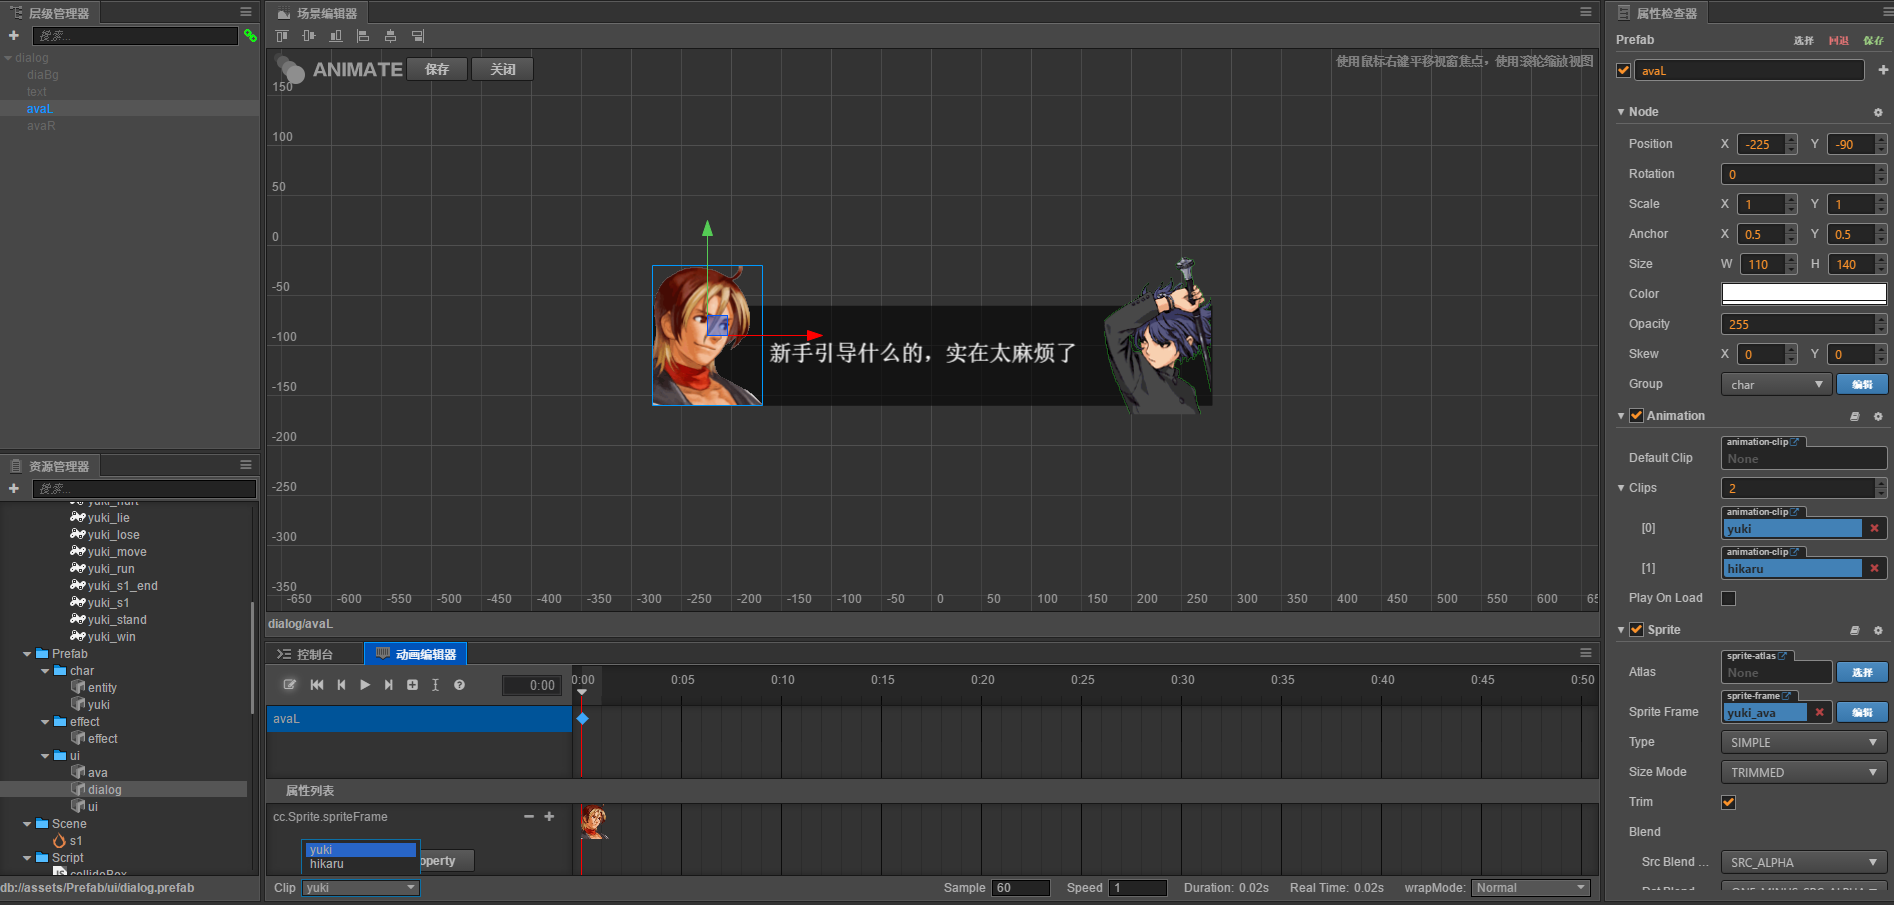 层级管理器
搜索...
dialog
diaBg
text
avaL
avaR
资源管理器
搜索...
yuki_hurt
yuki_lie
yuki_lose
yuki_move
yuki_run
yuki_s1_end
yuki_s1
yuki_stand
yuki_win
Prefab
char
entity
yuki
effect
effect
ui
ava
dialog
ui
Scene
s1
Script
collideBox
db://assets/Prefab/ui/dialog.prefab
场景编辑器
ANIMATE 保存 关闭
使用鼠标右键平移视窗焦点，使用滚轮缩放视图
150
100
50
0
-50
-100
-150
-200
-250
-300
-350
新手引导什么的，实在太麻烦了
-650 -600 -550 -500 -450 -400 -350 -300 -250 -200 -150 -100 -50 0 50 100 150 200 250 300 350 400 450 500 550 600 65
dialog/avaL
控制台 动画编辑器
0:00 0:00 0:05 0:10 0:15 0:20 0:25 0:30 0:35 0:40 0:45 0:50
avaL
属性列表
cc.Sprite.spriteFrame
yuki
hikaru
operty
Clip yuki
Sample 60 Speed 1 Duration: 0.02s Real Time: 0.02s wrapMode: Normal
属性检查器
Prefab 选择 回退 保存
avaL
Node
Position X -225 Y -90
Rotation 0
Scale X 1 Y 1
Anchor X 0.5 Y 0.5
Size W 110 H 140
Color
Opacity 255
Skew X 0 Y 0
Group char 编辑
Animation
animation-clip
Default Clip None
Clips 2
animation-clip
[0] yuki
animation-clip
[1] hikaru
Play On Load
Sprite
sprite-atlas
Atlas None 选择
sprite-frame
Sprite Frame yuki_ava 编辑
Type SIMPLE
Size Mode TRIMMED
Trim
Blend
Src Blend ... SRC_ALPHA